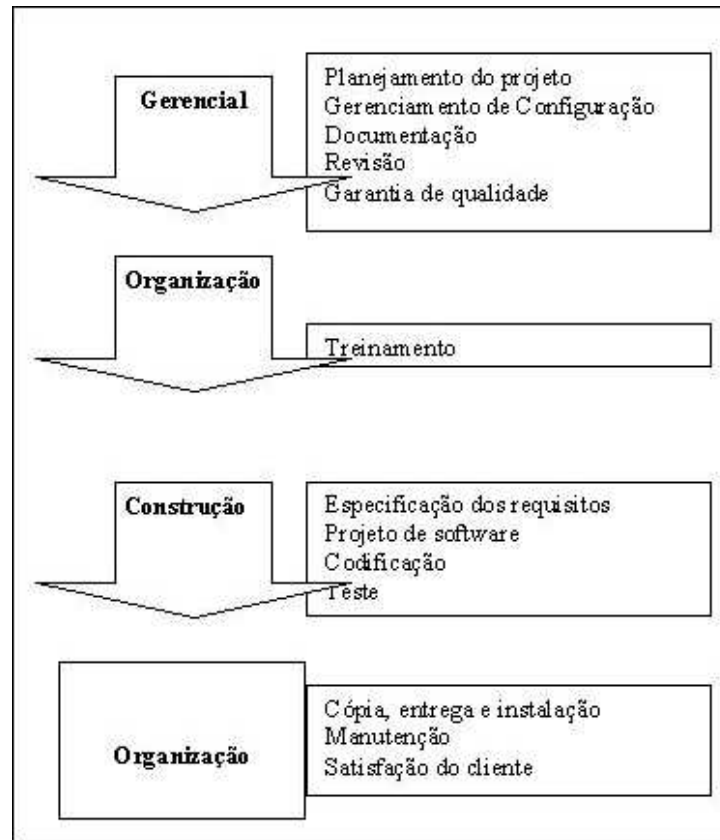 Gerencial
Planejamento do projeto
Gerenciamento de Configuração
Documentação
Revisão
Garantia de qualidade
Organização
Treinamento
Construção
Especificação dos requisitos
Projeto de software
Codificação
Teste
Organização
Cópia, entrega e instalação
Manutenção
Satisfação do cliente